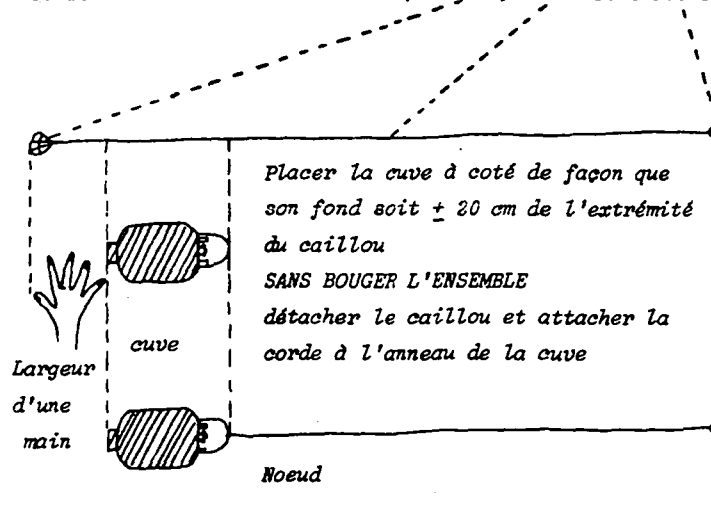 Placer la cuve à coté de façon que
son fond soit ± 20 cm de l'extrémité
du caillou
SANS BOUGER L'ENSEMBLE
détacher le caillou et attacher la
corde à l'anneau de la cuve
cuve
Largeur
d'une
main
Noeud